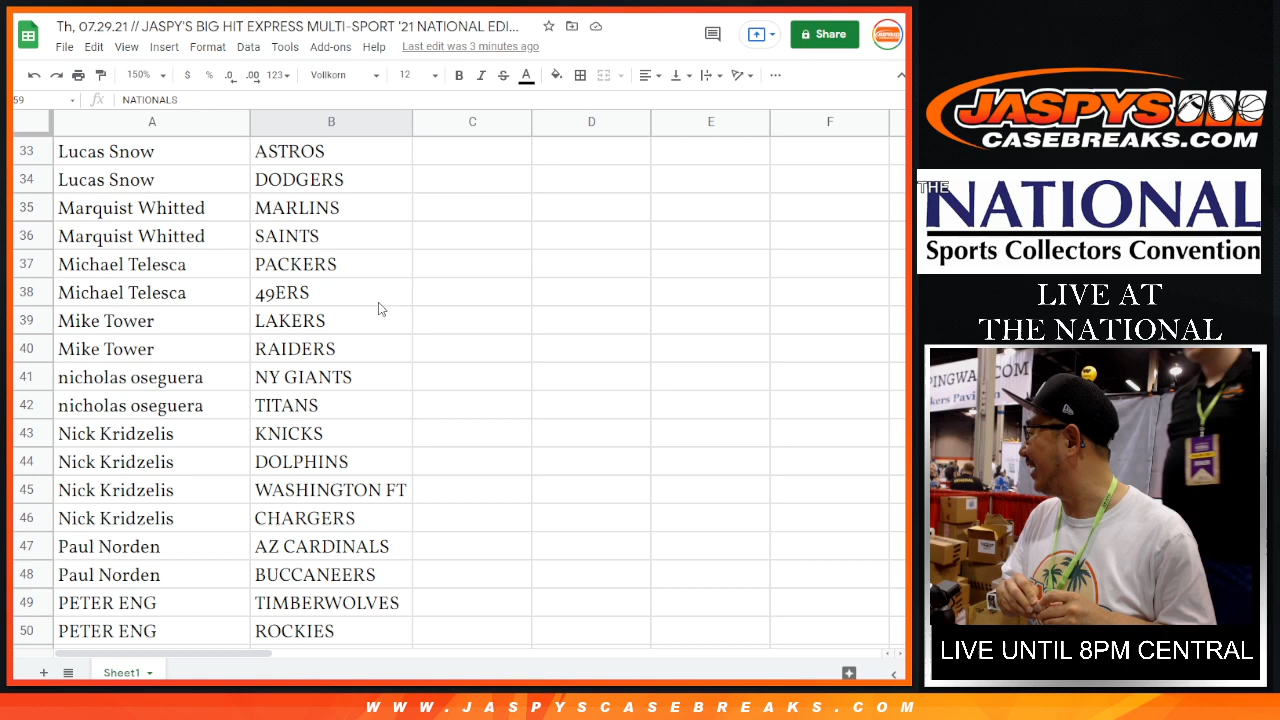 Th, 07.29.21 // JASPY'S BIG HIT EXPRESS MULTI-SPORT '21 NATIONAL EDI...
File Edit View Insert Format Data Tools Add-ons Help Last edit was 3 minutes ago
Share
150% $ % .0 .00 123 Vollkorn 12 B I S A
59 fx NATIONALS
A B C D E F
33 Lucas Snow ASTROS
34 Lucas Snow DODGERS
35 Marquist Whitted MARLINS
36 Marquist Whitted SAINTS
37 Michael Telesca PACKERS
38 Michael Telesca 49ERS
39 Mike Tower LAKERS
40 Mike Tower RAIDERS
41 nicholas oseguera NY GIANTS
42 nicholas oseguera TITANS
43 Nick Kridzelis KNICKS
44 Nick Kridzelis DOLPHINS
45 Nick Kridzelis WASHINGTON FT
46 Nick Kridzelis CHARGERS
47 Paul Norden AZ CARDINALS
48 Paul Norden BUCCANEERS
49 PETER ENG TIMBERWOLVES
50 PETER ENG ROCKIES
Sheet1
JASPYS
CASEBREAKS.COM
THE
NATIONAL
Sports Collectors Convention
LIVE AT
THE NATIONAL
PINGWA
.COM
LIVE UNTIL 8PM CENTRAL
WWW.JASPYSCASEBREAKS.COM